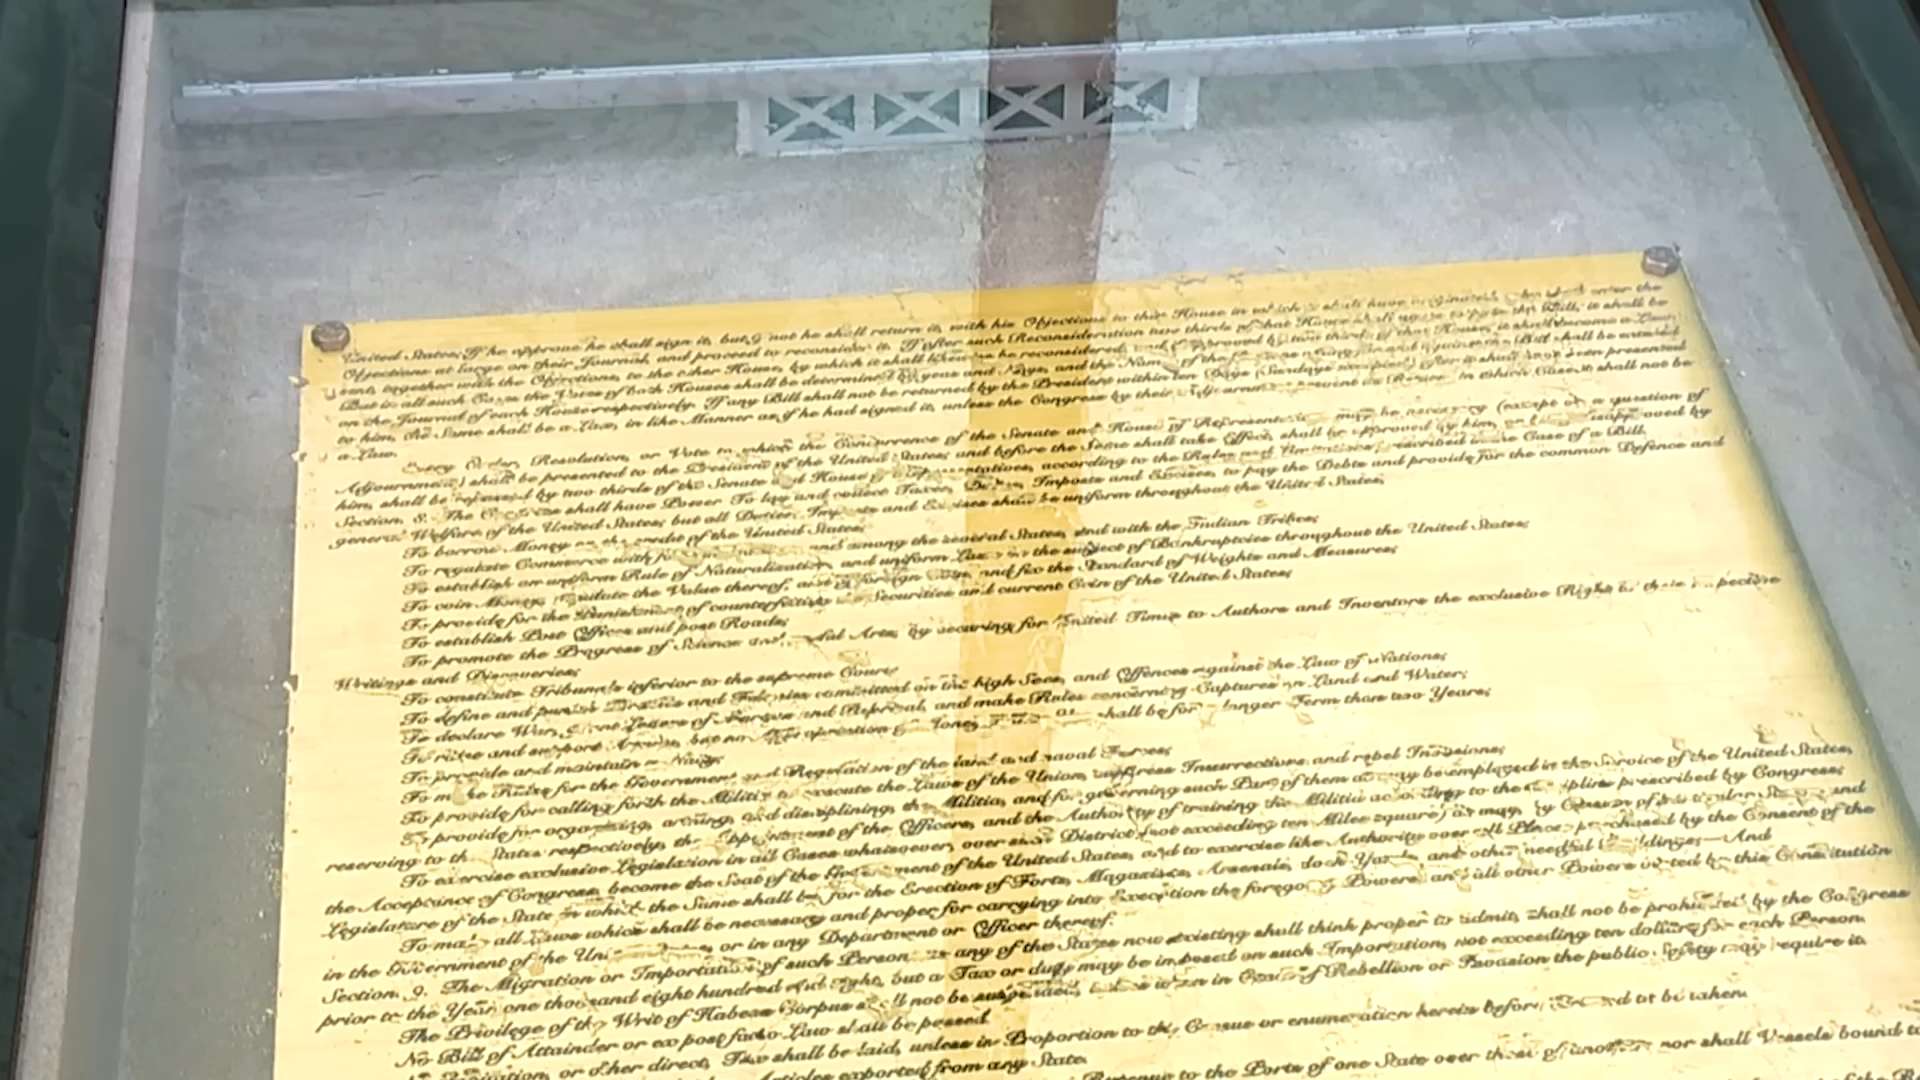 United States; If he approve he shall sign it, but if not he shall return it, with his Objections to that House in which it shall have originated, who shall enter the
Objections at large on their Journal, and proceed to reconsider it. If after such Reconsideration two thirds of that House shall agree to pass the Bill, it shall be
sent, together with the Objections, to the other House, by which it shall likewise be reconsidered, and if approved by two thirds of that House, it shall become a Law.
But in all such Cases the Votes of both Houses shall be determined by yeas and Nays, and the Names of the Persons voting for and against the Bill shall be entered
on the Journal of each House respectively. If any Bill shall not be returned by the President within ten Days (Sundays excepted) after it shall have been presented
to him, the Same shall be a Law, in like Manner as if he had signed it, unless the Congress by their Adjournment prevent its Return, in which Case it shall not be
a Law.
Every Order, Resolution, or Vote to which the Concurrence of the Senate and House of Representatives may be necessary (except on a question of
Adjournment) shall be presented to the President of the United States; and before the Same shall take Effect, shall be approved by him, or being disapproved by
him, shall be repassed by two thirds of the Senate and House of Representatives, according to the Rules and Limitations prescribed in the Case of a Bill.
Section. 8. The Congress shall have Power To lay and collect Taxes, Duties, Imposts and Excises, to pay the Debts and provide for the common Defence and
general Welfare of the United States; but all Duties, Imposts and Excises shall be uniform throughout the United States;
To borrow Money on the credit of the United States;
To regulate Commerce with and among the several States, and with the Indian Tribes;
To establish an uniform Rule of Naturalization, and uniform Laws on the subject of Bankruptcies throughout the United States;
To coin Money, regulate the Value thereof, and of foreign Coin, and fix the Standard of Weights and Measures;
To provide for the Punishment of counterfeiting the Securities and current Coin of the United States;
To establish Post Offices and post Roads;
To promote the Progress of Science and useful Arts, by securing for limited Times to Authors and Inventors the exclusive Right to their respective
Writings and Discoveries;
To constitute Tribunals inferior to the supreme Court;
To define and punish Piracies and Felonies committed on the high Seas, and Offences against the Law of Nations;
To declare War, grant Letters of Marque and Reprisal, and make Rules concerning Captures on Land and Water;
To raise and support Armies, but no Appropriation of Money shall be for a longer Term than two Years;
To provide and maintain a Navy;
To make Rules for the Government and Regulation of the land and naval Forces;
To provide for calling forth the Militia to execute the Laws of the Union, suppress Insurrections and repel Invasions;
To provide for organizing, arming, and disciplining, the Militia, and for governing such Part of them as may be employed in the Service of the United States,
reserving to the States respectively, the Appointment of the Officers, and the Authority of training the Militia according to the discipline prescribed by Congress;
To exercise exclusive Legislation in all Cases whatsoever, over such District (not exceeding ten Miles square) as may, by Cession of particular States, and
the Acceptance of Congress, become the Seat of the Government of the United States, and to exercise like Authority over all Places purchased by the Consent of the
Legislature of the State in which the Same shall be, for the Erection of Forts, Magazines, Arsenals, dock-Yards, and other needful Buildings;—And
To make all Laws which shall be necessary and proper for carrying into Execution the foregoing Powers, and all other Powers vested by this Constitution
in the Government of the United States, or in any Department or Officer thereof.
Section. 9. The Migration or Importation of such Persons as any of the States now existing shall think proper to admit, shall not be prohibited by the Congress
prior to the Year one thousand eight hundred and eight, but a Tax or duty may be imposed on such Importation, not exceeding ten dollars for each Person.
The Privilege of the Writ of Habeas Corpus shall not be suspended, unless when in Cases of Rebellion or Invasion the public Safety may require it.
No Bill of Attainder or ex post facto Law shall be passed.
or other direct, Tax shall be laid, unless in Proportion to the Census or enumeration herein before directed to be taken.
Articles exported from any State.
Revenue to the Ports of one State over those of another: nor shall Vessels bound to